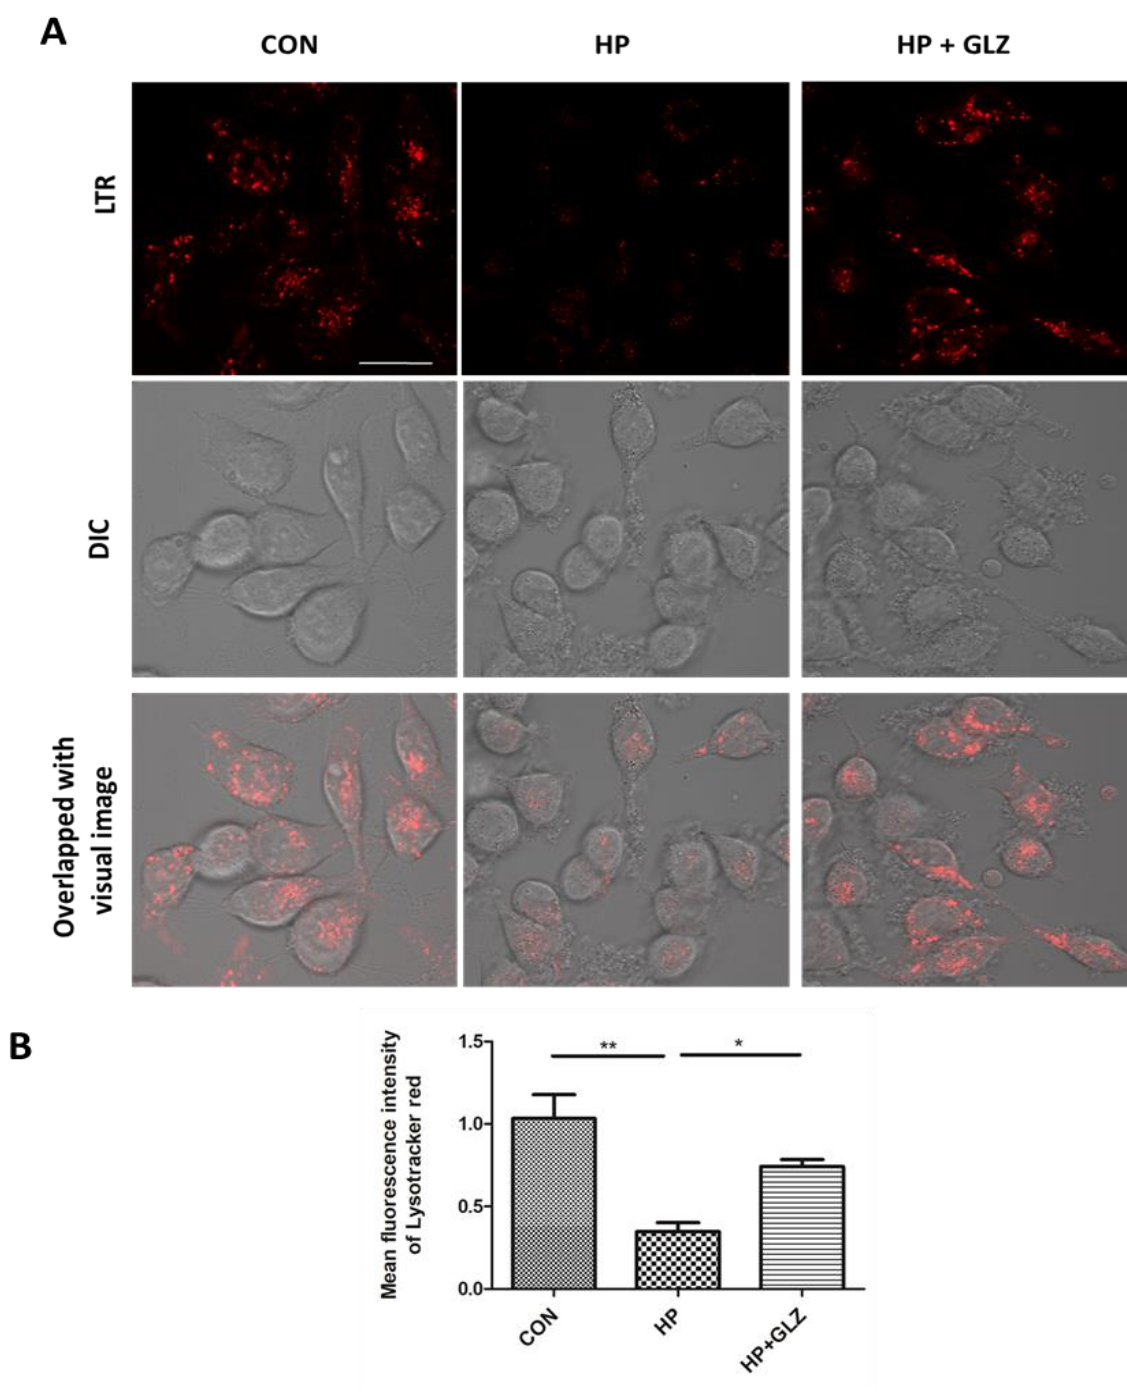 A
CON HP HP + GLZ
LTR
DIC
Overlapped with
visual image
B
Mean fluorescence intensity
of Lysotracker red
1.5
1.0
0.5
0.0
** *
CON HP HP+GLZ